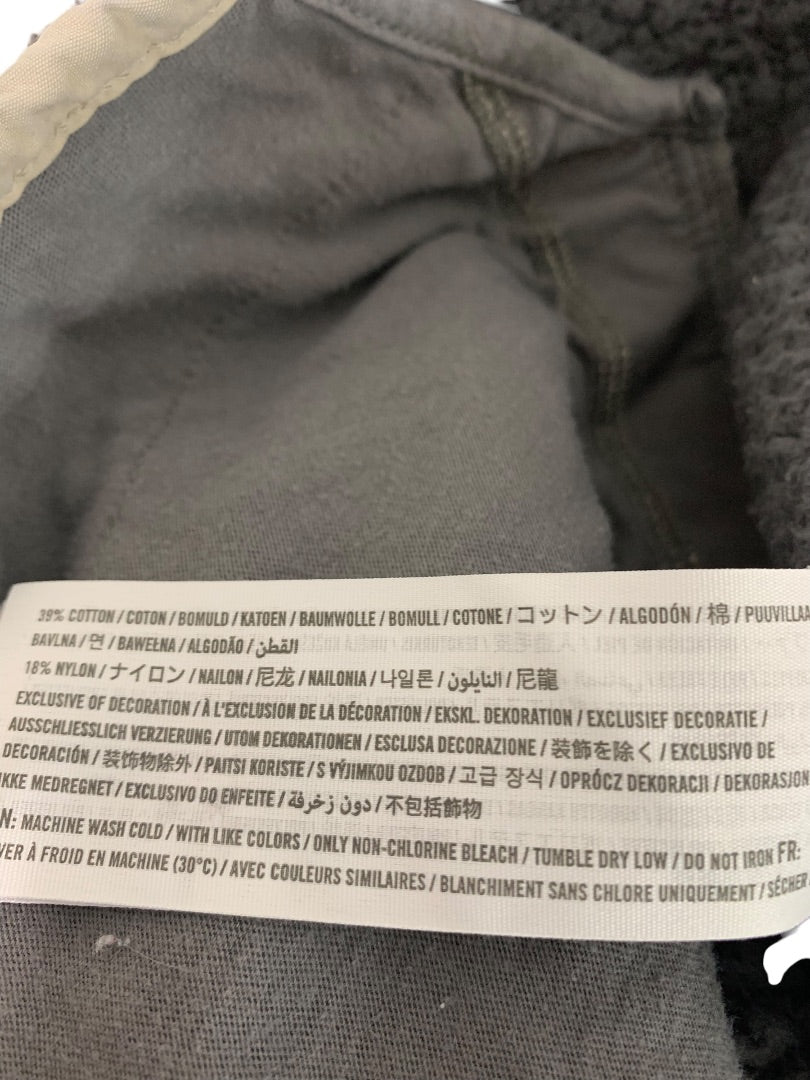 39% COTTON / COTON / BOMULD / KATOEN / BAUMWOLLE / BOMULL / COTONE / コットン / ALGODÓN / 棉 / PUUVILLAA
BAVLNA / 면 / BAWEŁNA / ALGODÃO / القطن
18% NYLON / ナイロン / NAILON / 尼龙 / NAILONIA / 나일론 / النايلون / 尼龍
EXCLUSIVE OF DECORATION / À L'EXCLUSION DE LA DÉCORATION / EKSKL. DEKORATION / EXCLUSIEF DECORATIE /
AUSSCHLIESSLICH VERZIERUNG / UTOM DEKORATIONEN / ESCLUSA DECORAZIONE / 装飾を除く / EXCLUSIVO DE
DECORACIÓN / 装饰物除外 / PAITSI KORISTE / S VÝJIMKOU OZDOB / 고급 장식 / OPRÓCZ DEKORACJI / DEKORASJON
IKKE MEDREGNET / EXCLUSIVO DO ENFEITE / دون زخرفة / 不包括飾物
N: MACHINE WASH COLD / WITH LIKE COLORS / ONLY NON-CHLORINE BLEACH / TUMBLE DRY LOW / DO NOT IRON FR:
VER À FROID EN MACHINE (30°C) / AVEC COULEURS SIMILAIRES / BLANCHIMENT SANS CHLORE UNIQUEMENT / SÉCHER